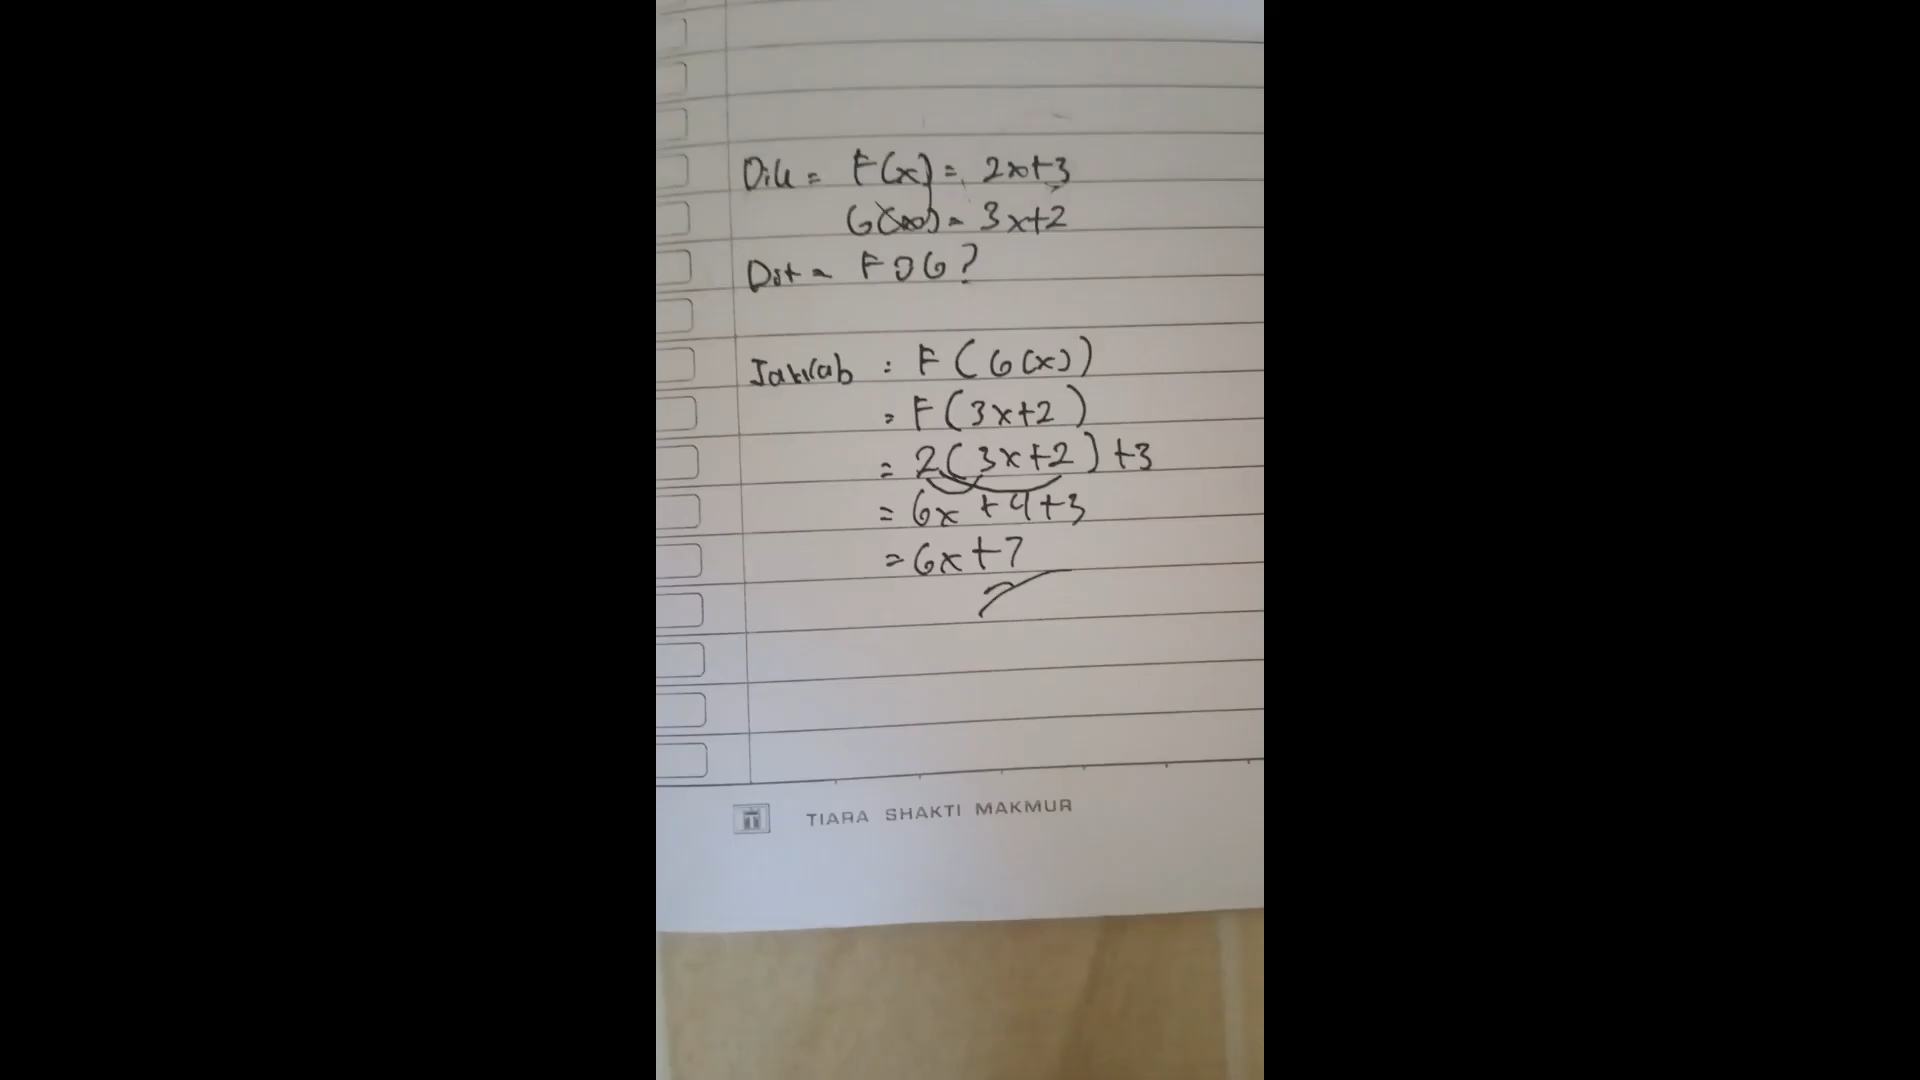 Dik = F(x) = 2x+3
G(x) = 3x+2
Dit = F O G ?
Jawab : F ( G (x) )
= F ( 3x+2 )
= 2 ( 3x+2 ) +3
= 6x + 4 + 3
= 6x + 7
TIARA SHAKTI MAKMUR